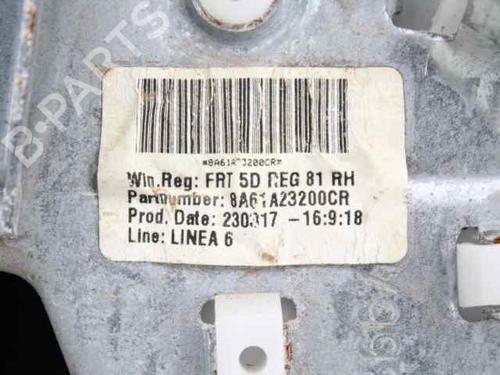 B-PARTS
*8A61A23200CR*
Win.Reg: FRT 5D REG 81 RH
Parnumber: 8A61A23200CR
Prod. Date: 230317 -16:9:18
Line: LINEA 6